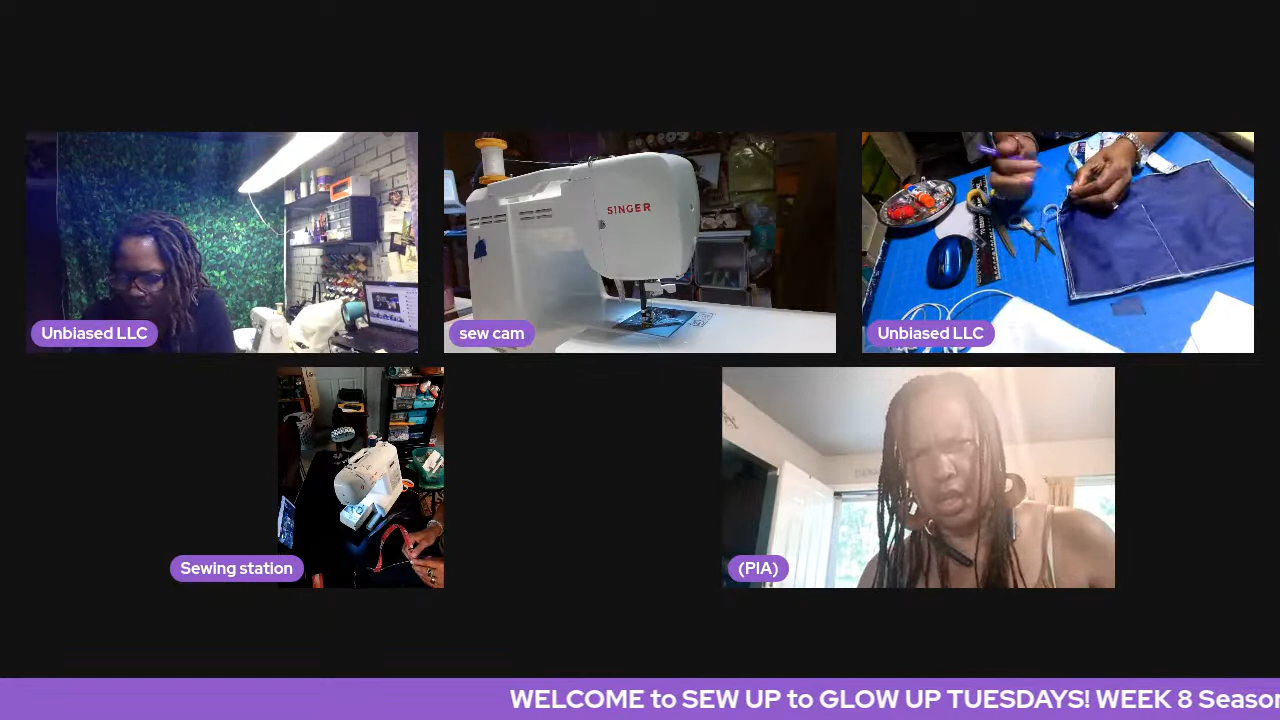 SINGER
Unbiased LLC
sew cam
Unbiased LLC
Sewing station
(PIA)
WELCOME to SEW UP to GLOW UP TUESDAYS! WEEK 8 Season